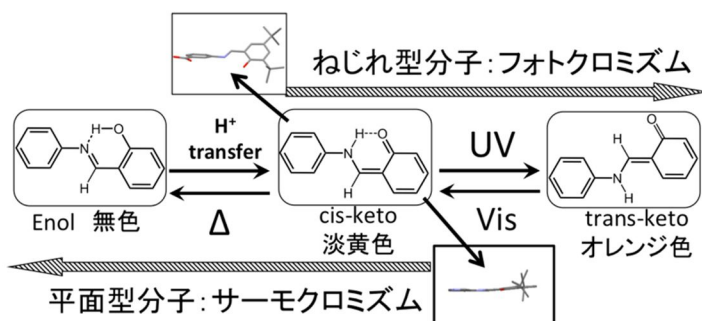 ねじれ型分子：フォトクロミズム
H⁺
transfer
Δ
UV
Vis
H O
N
H
Enol 無色
H O
N
H
cis-keto
淡黄色
O
H
N
H
trans-keto
オレンジ色
平面型分子：サーモクロミズム